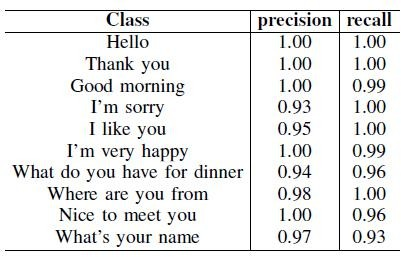 Class precision recall
Hello 1.00 1.00
Thank you 1.00 1.00
Good morning 1.00 0.99
I'm sorry 0.93 1.00
I like you 0.95 1.00
I'm very happy 1.00 0.99
What do you have for dinner 0.94 0.96
Where are you from 0.98 1.00
Nice to meet you 1.00 0.96
What's your name 0.97 0.93